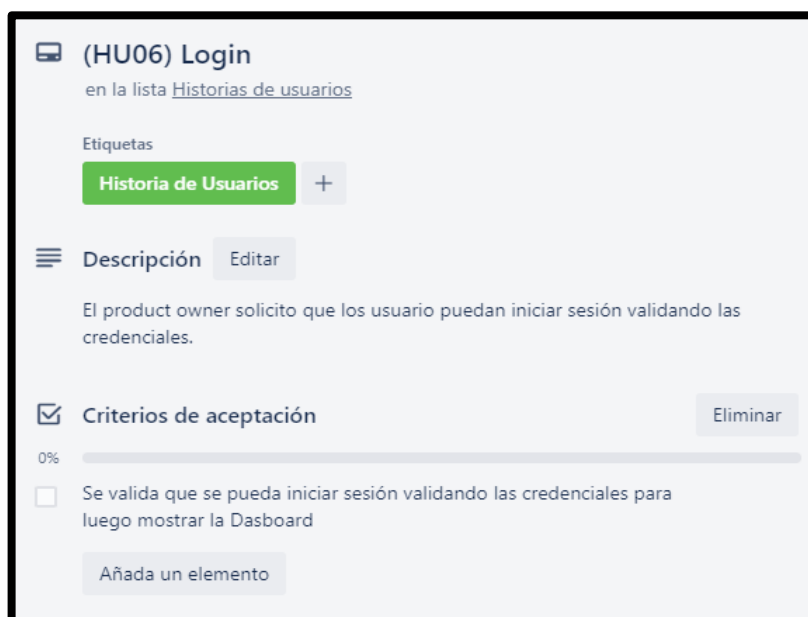 (HU06) Login
en la lista Historias de usuarios
Etiquetas
Historia de Usuarios +
Descripción Editar
El product owner solicito que los usuario puedan iniciar sesión validando las
credenciales.
Criterios de aceptación Eliminar
0%
Se valida que se pueda iniciar sesión validando las credenciales para
luego mostrar la Dasboard
Añada un elemento